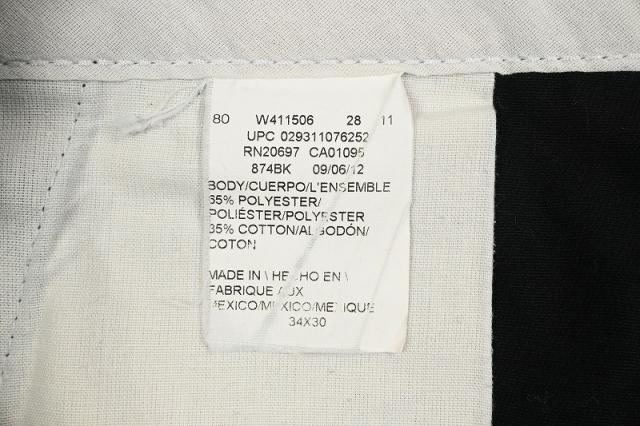 80 W411506 28 11
UPC 029311076252
RN20697 CA01095
874BK 09/06/12
BODY/CUERPO/L'ENSEMBLE
65% POLYESTER/
POLIÉSTER/POLYESTER
35% COTTON/ALGODÓN/
COTON
MADE IN \ HECHO EN \
FABRIQUE AUX
MEXICO/MEXICO/MEXIQUE
34X30